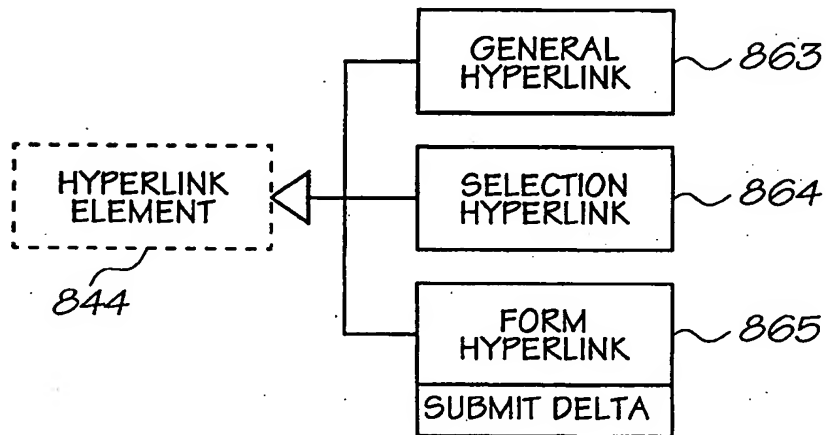 GENERAL
HYPERLINK
863
HYPERLINK
ELEMENT
844
SELECTION
HYPERLINK
864
FORM
HYPERLINK
865
SUBMIT DELTA